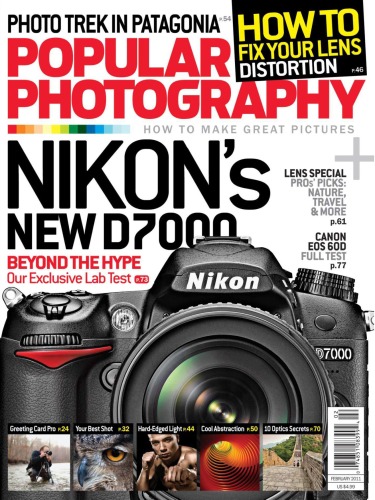 PHOTO TREK IN PATAGONIA P.54
HOW TO
FIX YOUR LENS
DISTORTION P.46
POPULAR
PHOTOGRAPHY
HOW TO MAKE GREAT PICTURES
NIKON's
NEW D7000
BEYOND THE HYPE
Our Exclusive Lab Test P.73
+
LENS SPECIAL
PROs' PICKS:
NATURE,
TRAVEL
& MORE
p.61
CANON
EOS 60D
FULL TEST
p.77
Nikon
D7000
Greeting Card Pro P.24
Your Best Shot P.32
Hard-Edged Light P.44
Cool Abstraction P.50
10 Optics Secrets P.70
02
FEBRUARY 2011
US $4.99